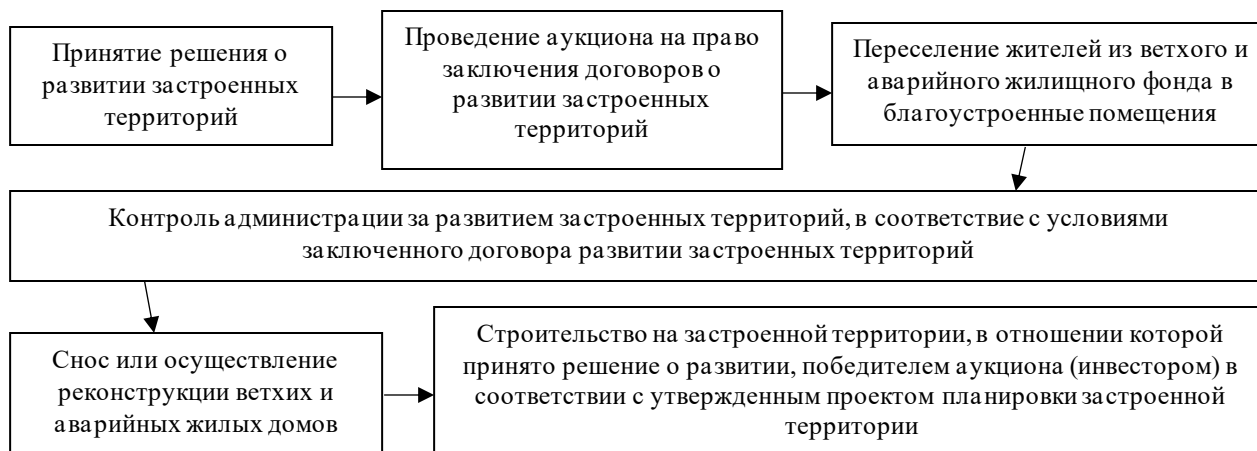 Принятие решения о
развитии застроенных
территорий
Проведение аукциона на право
заключения договоров о
развитии застроенных
территорий
Переселение жителей из ветхого и
аварийного жилищного фонда в
благоустроенные помещения
Контроль администрации за развитием застроенных территорий, в соответствие с условиями
заключенного договора развитии застроенных территорий
Снос или осуществление
реконструкции ветхих и
аварийных жилых домов
Строительство на застроенной территории, в отношении которой
принято решение о развитии, победителем аукциона (инвестором) в
соответствии с утвержденным проектом планировки застроенной
территории